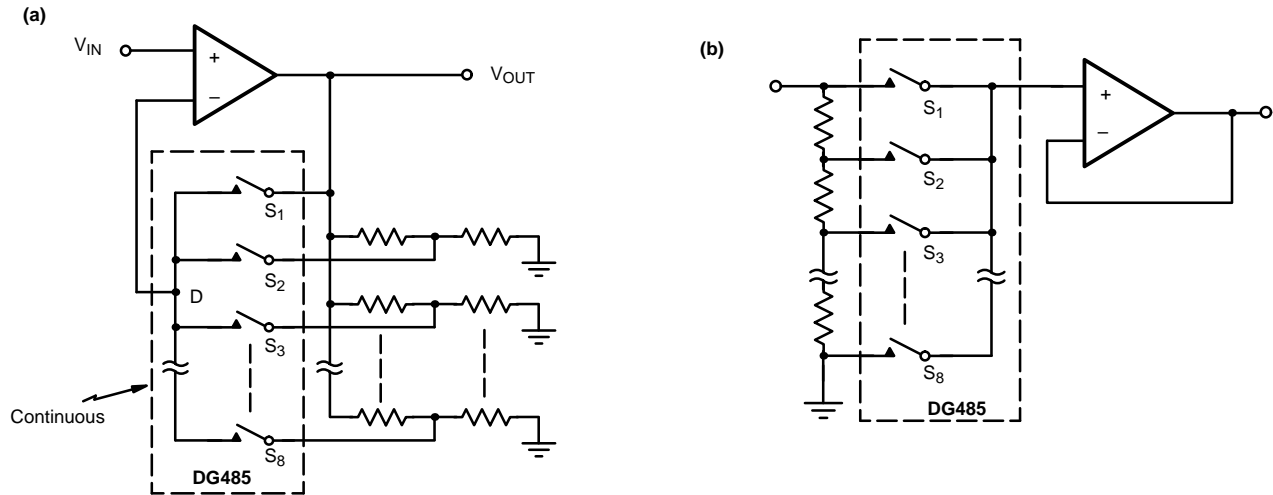 (a)
V_IN
+
–
V_OUT
S_1
S_2
D
S_3
S_8
Continuous
DG485
(b)
S_1
+
–
S_2
S_3
S_8
DG485